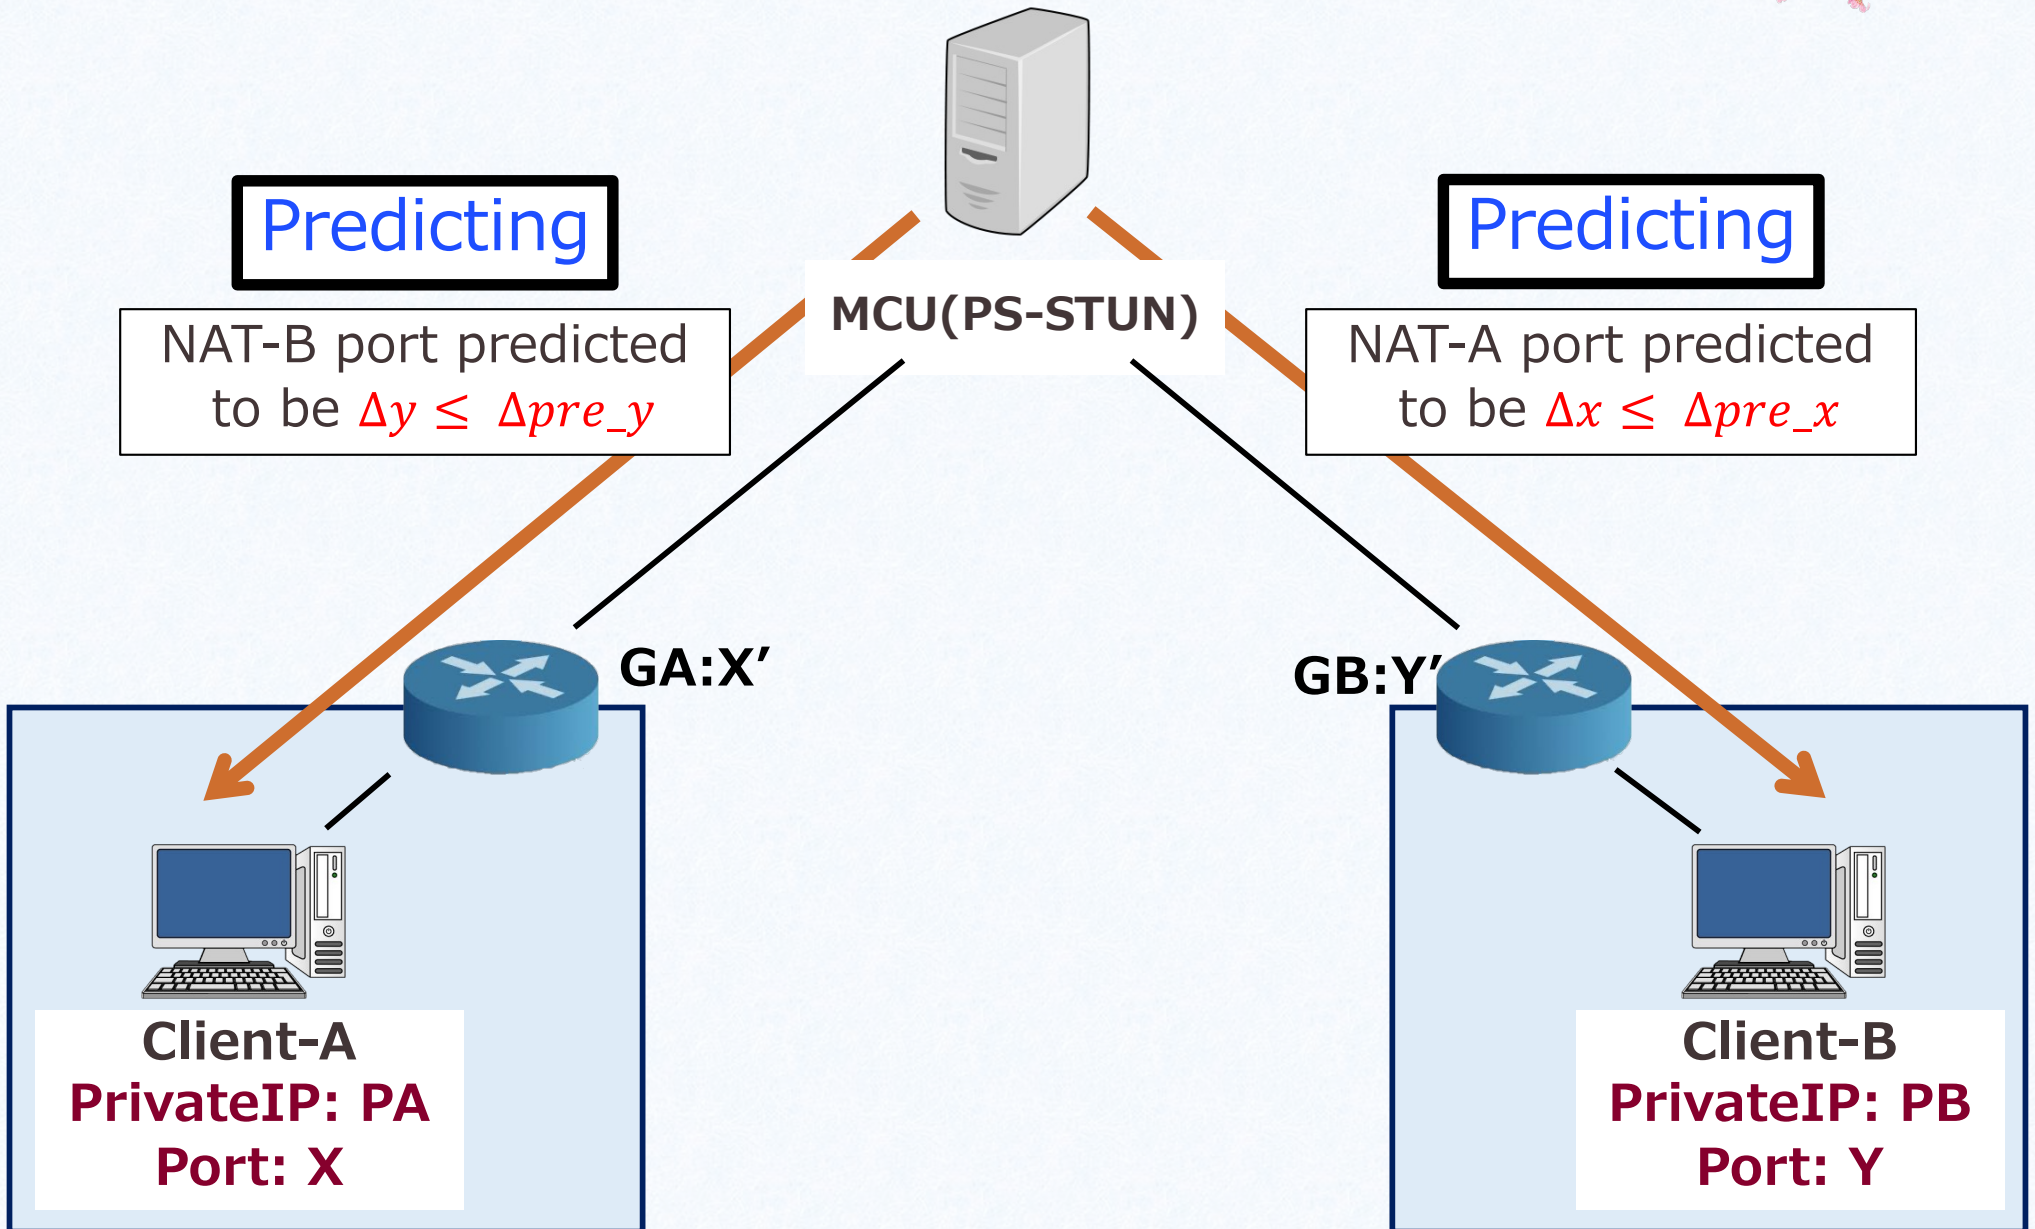 Predicting
Predicting
MCU(PS-STUN)
NAT-B port predicted
to be Δy ≤ Δpre_y
NAT-A port predicted
to be Δx ≤ Δpre_x
GA:X′
GB:Y′
Client-A
PrivateIP: PA
Port: X
Client-B
PrivateIP: PB
Port: Y